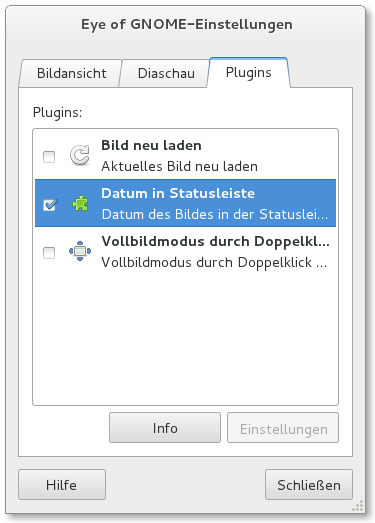 Eye of GNOME-Einstellungen
Bildansicht Diaschau Plugins
Plugins:
Bild neu laden
Aktuelles Bild neu laden
Datum in Statusleiste
Datum des Bildes in der Statuslei...
Vollbildmodus durch Doppelkl...
Vollbildmodus durch Doppelklick ...
Info Einstellungen
Hilfe Schließen